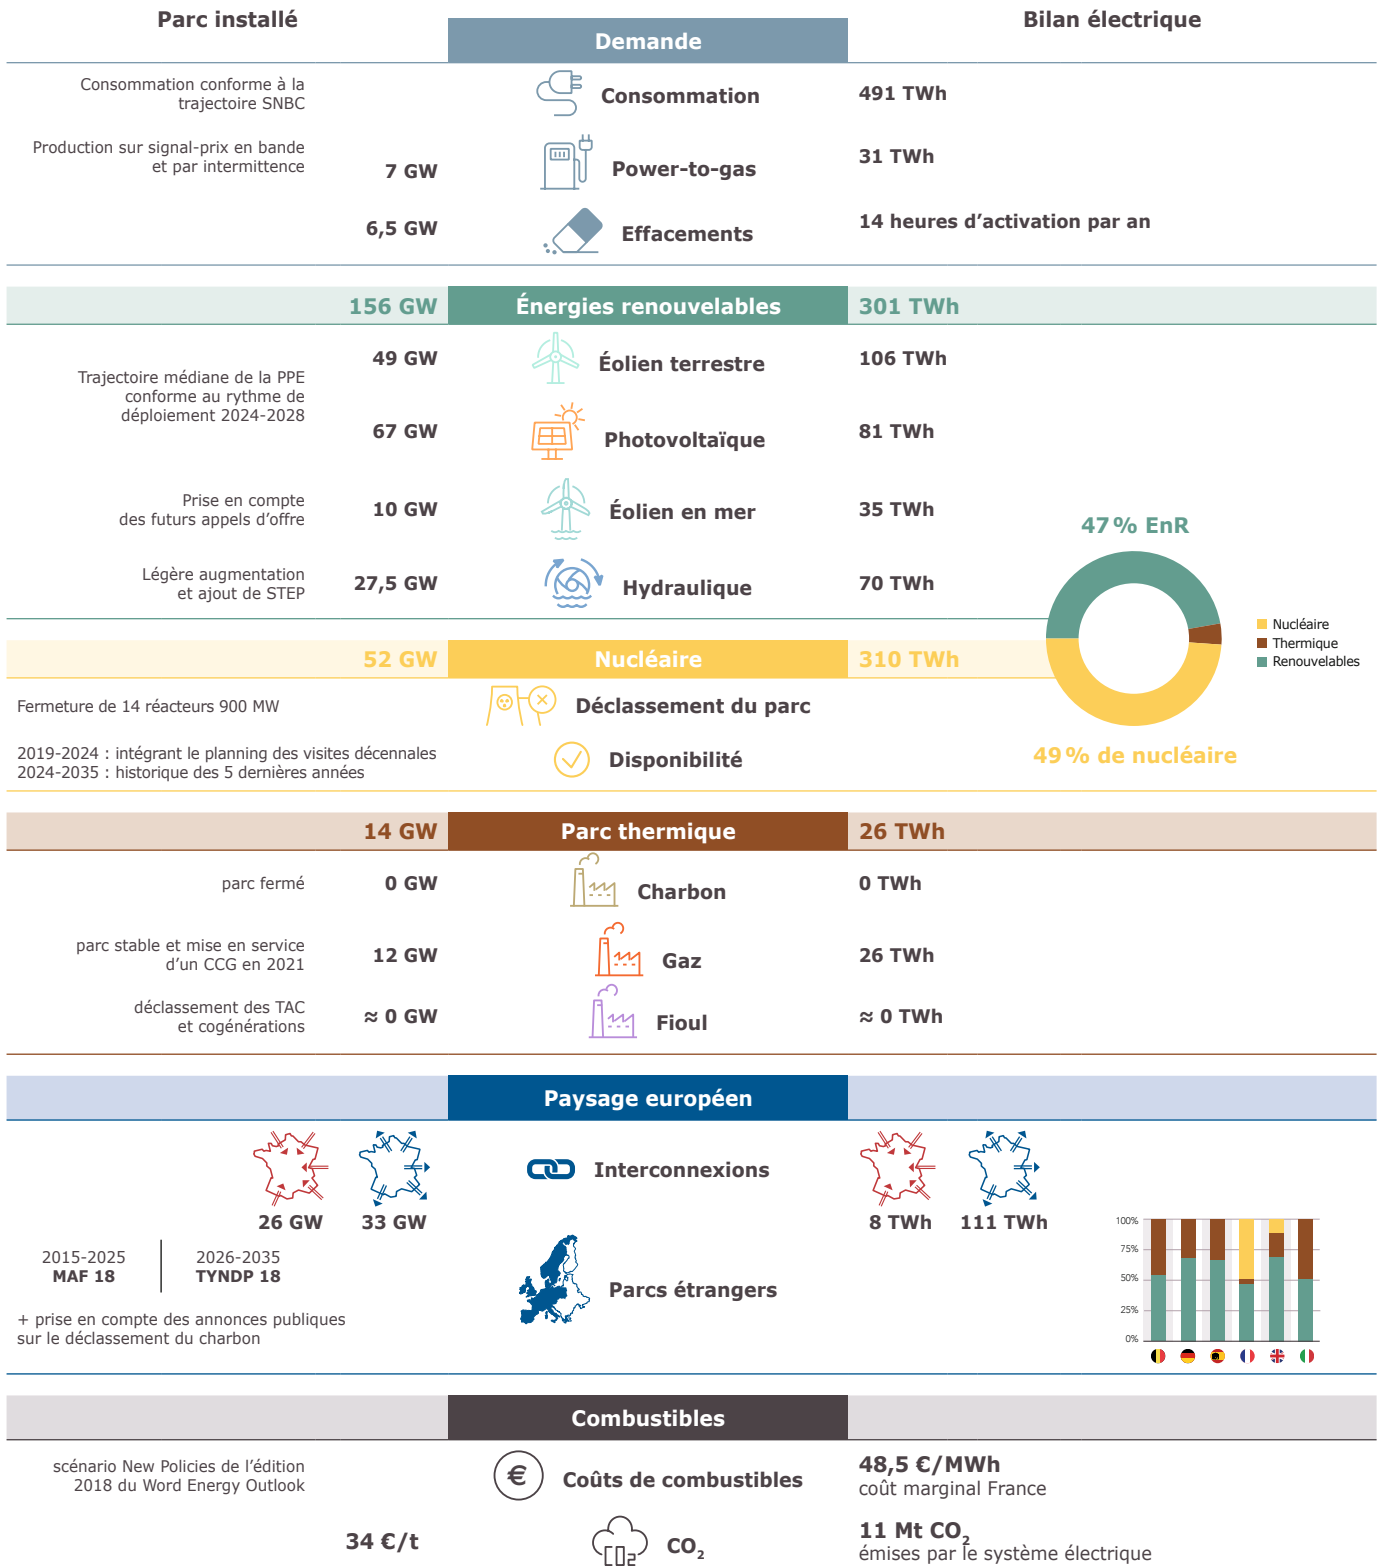 Parc installé
Bilan électrique
Demande
Consommation conforme à la
trajectoire SNBC
Consommation
491 TWh
Production sur signal-prix en bande
et par intermittence
7 GW
Power-to-gas
31 TWh
6,5 GW
Effacements
14 heures d’activation par an
156 GW
Énergies renouvelables
301 TWh
Trajectoire médiane de la PPE
conforme au rythme de
déploiement 2024-2028
49 GW
Éolien terrestre
106 TWh
67 GW
Photovoltaïque
81 TWh
Prise en compte
des futurs appels d’offre
10 GW
Éolien en mer
35 TWh
Légère augmentation
et ajout de STEP
27,5 GW
Hydraulique
70 TWh
47 % EnR
Nucléaire
Thermique
Renouvelables
49 % de nucléaire
52 GW
Nucléaire
310 TWh
Fermeture de 14 réacteurs 900 MW
Déclassement du parc
2019-2024 : intégrant le planning des visites décennales
2024-2035 : historique des 5 dernières années
Disponibilité
14 GW
Parc thermique
26 TWh
parc fermé
0 GW
Charbon
0 TWh
parc stable et mise en service
d’un CCG en 2021
12 GW
Gaz
26 TWh
déclassement des TAC
et cogénérations
≈ 0 GW
Fioul
≈ 0 TWh
Paysage européen
26 GW
33 GW
Interconnexions
8 TWh
111 TWh
2015-2025
MAF 18
2026-2035
TYNDP 18
+ prise en compte des annonces publiques
sur le déclassement du charbon
Parcs étrangers
100%
75%
50%
25%
0%
Combustibles
scénario New Policies de l’édition
2018 du Word Energy Outlook
€
Coûts de combustibles
48,5 €/MWh
coût marginal France
34 €/t
CO2
CO₂
11 Mt CO₂
émises par le système électrique